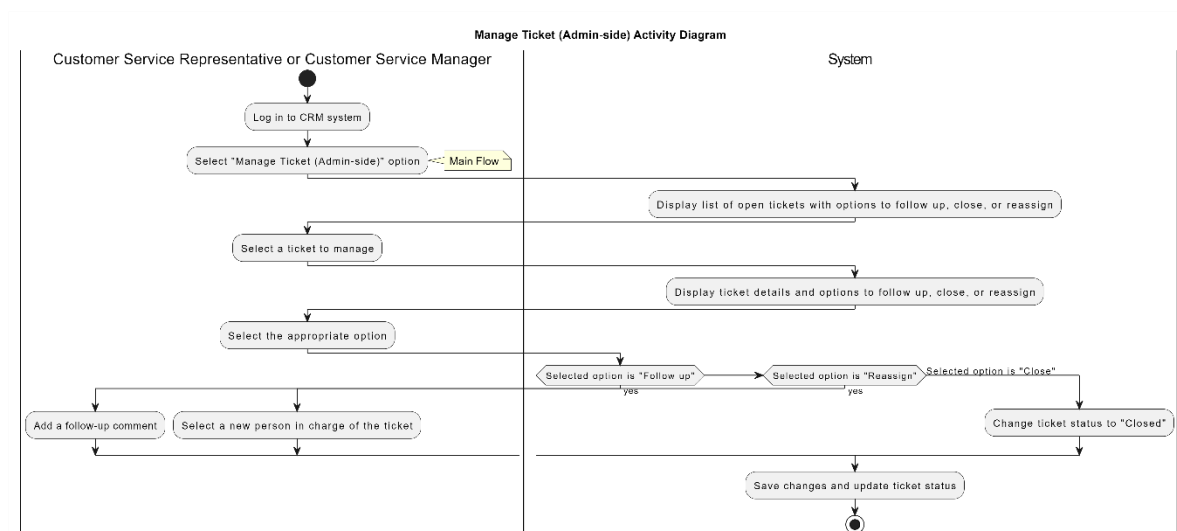 Manage Ticket (Admin-side) Activity Diagram
Customer Service Representative or Customer Service Manager
System
Log in to CRM system
Select "Manage Ticket (Admin-side)" option
Main Flow
Display list of open tickets with options to follow up, close, or reassign
Select a ticket to manage
Display ticket details and options to follow up, close, or reassign
Select the appropriate option
Selected option is "Follow up"
Selected option is "Reassign"
Selected option is "Close"
yes
yes
Add a follow-up comment
Select a new person in charge of the ticket
Change ticket status to "Closed"
Save changes and update ticket status